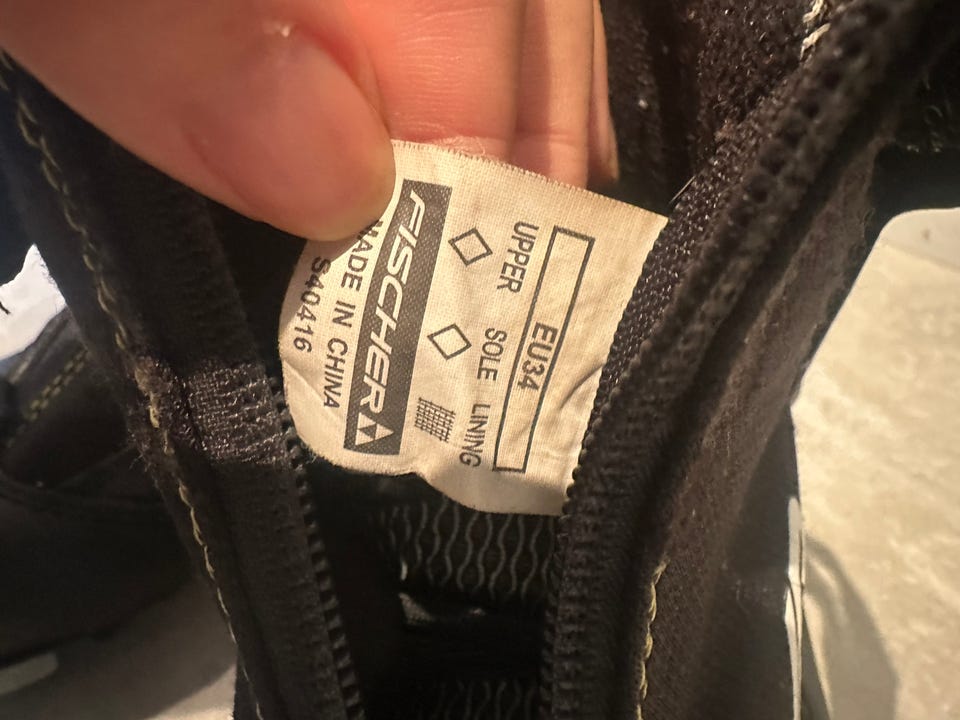 EU34
UPPER SOLE LINING
FISCHER
MADE IN CHINA
S40416